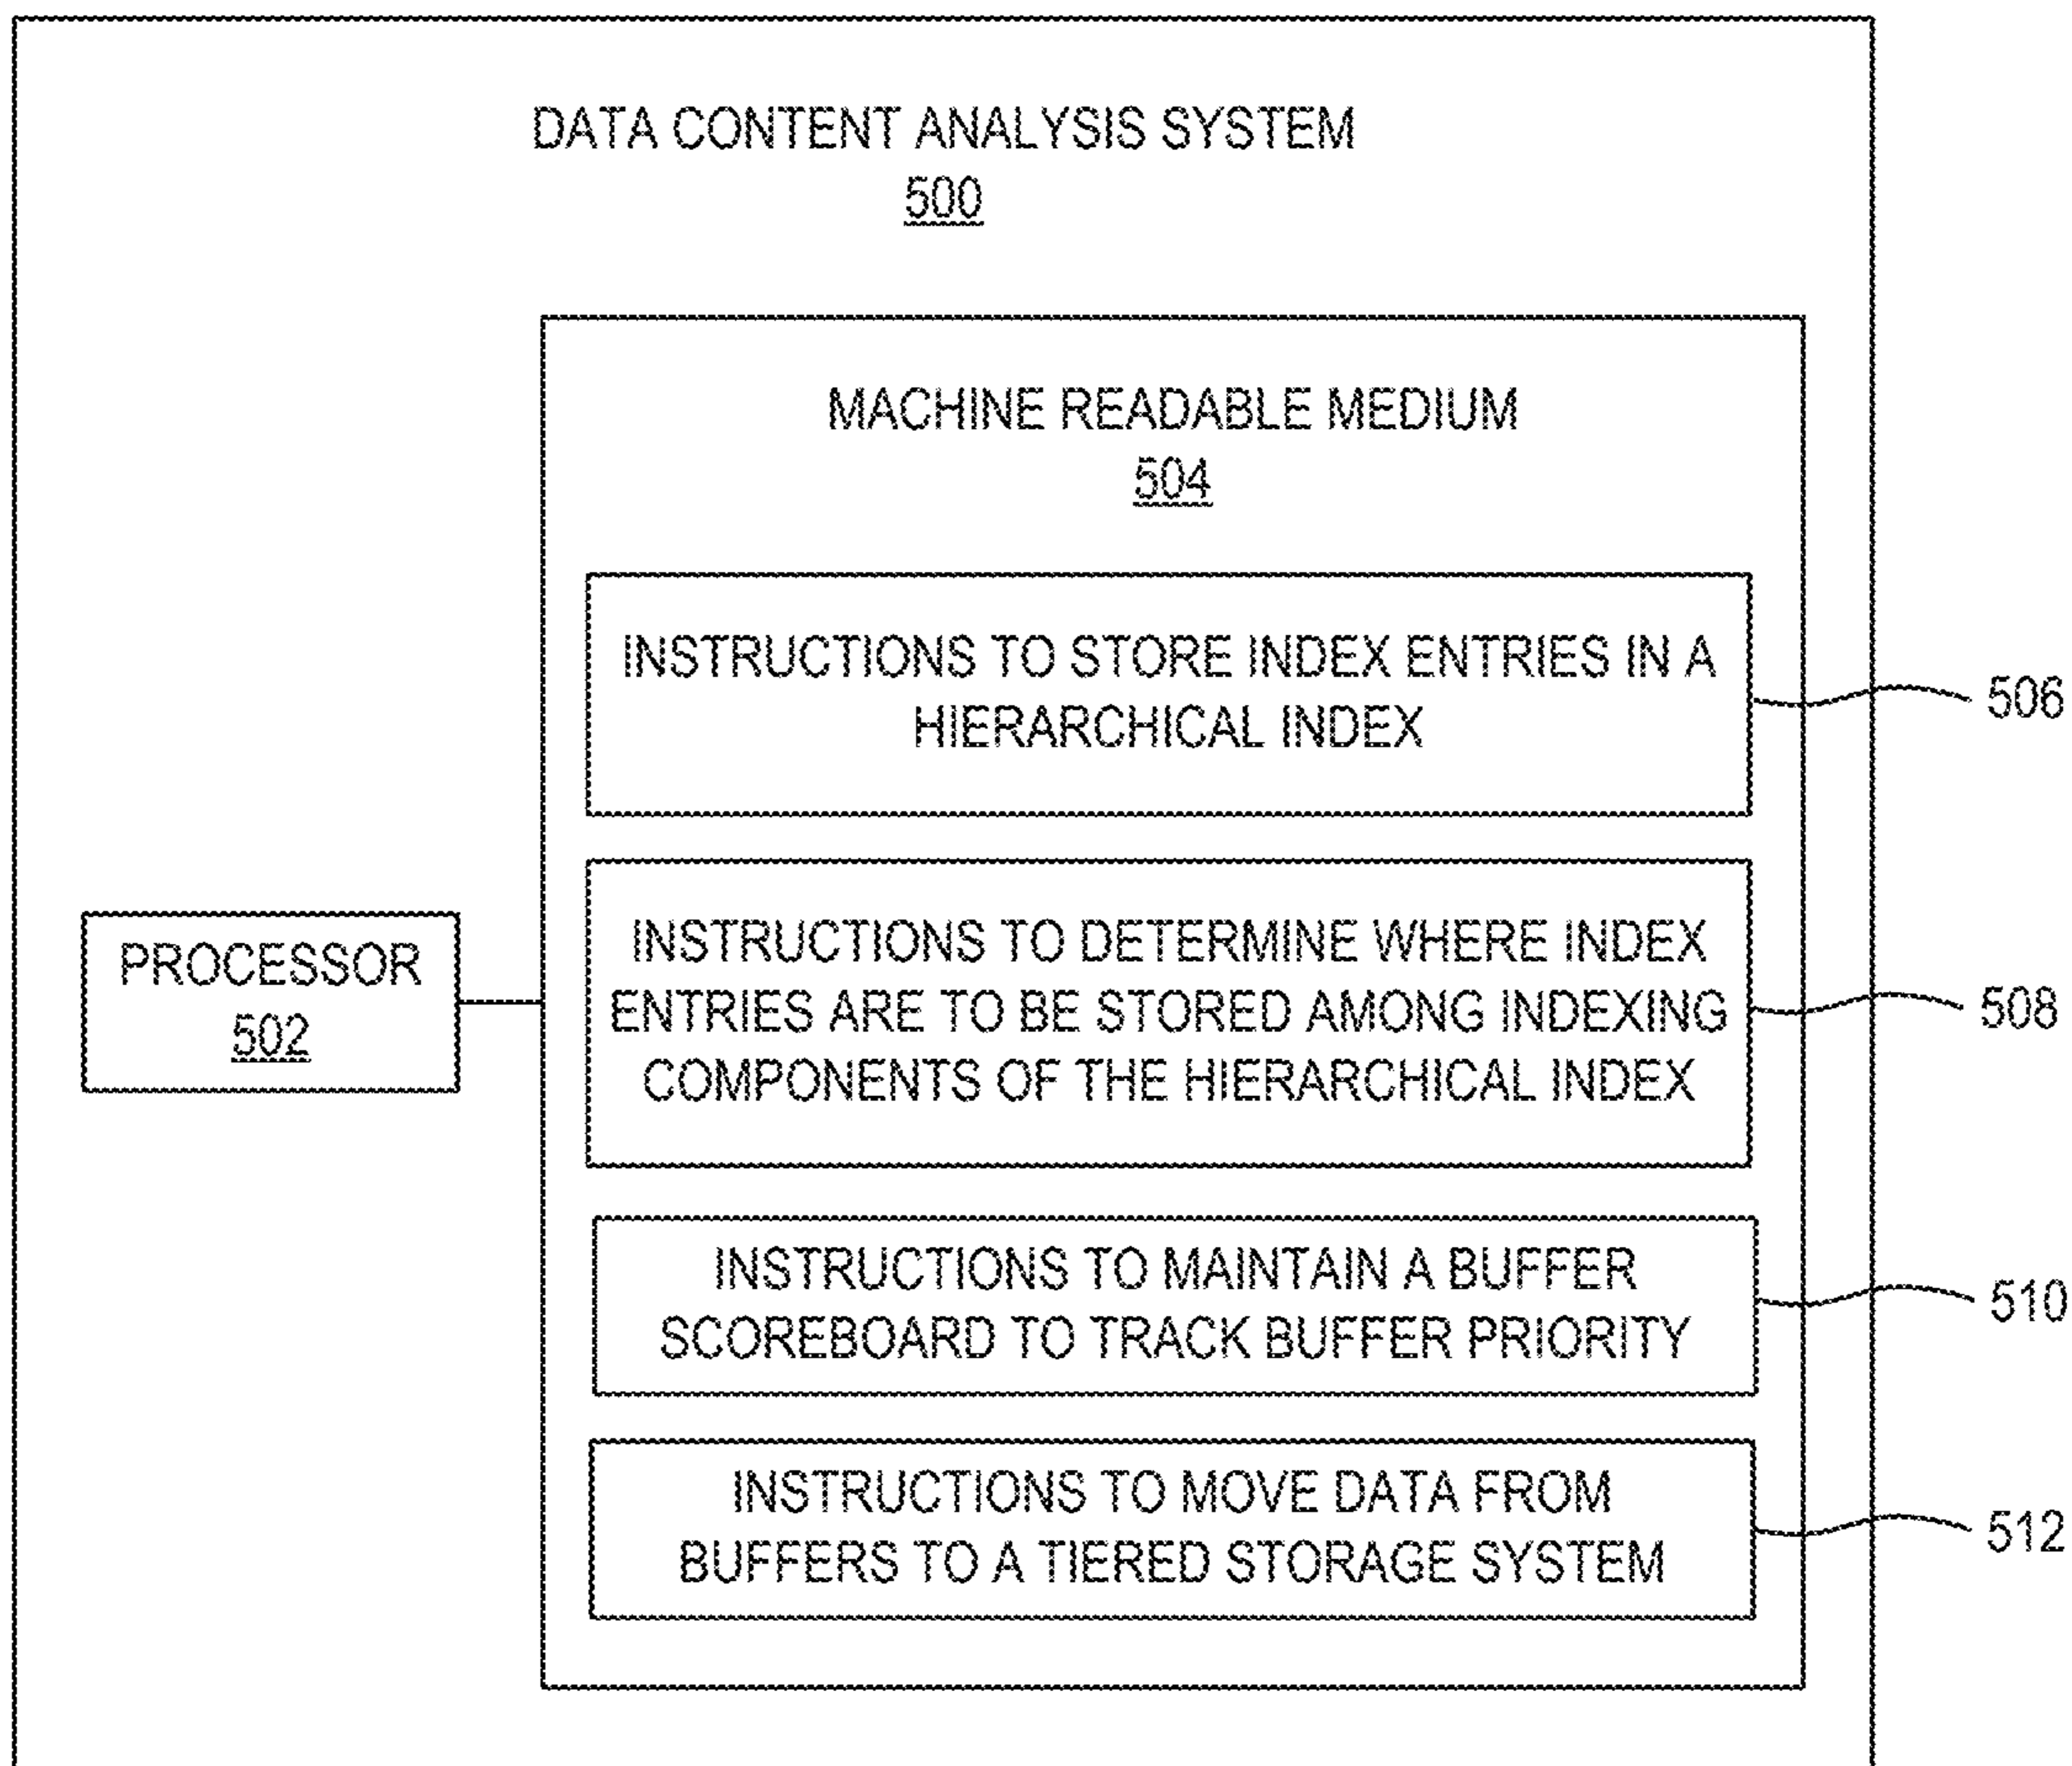 DATA CONTENT ANALYSIS SYSTEM
500
MACHINE READABLE MEDIUM
504
INSTRUCTIONS TO STORE INDEX ENTRIES IN A
HIERARCHICAL INDEX
506
PROCESSOR
502
INSTRUCTIONS TO DETERMINE WHERE INDEX
ENTRIES ARE TO BE STORED AMONG INDEXING
COMPONENTS OF THE HIERARCHICAL INDEX
508
INSTRUCTIONS TO MAINTAIN A BUFFER
SCOREBOARD TO TRACK BUFFER PRIORITY
510
INSTRUCTIONS TO MOVE DATA FROM
BUFFERS TO A TIERED STORAGE SYSTEM
512